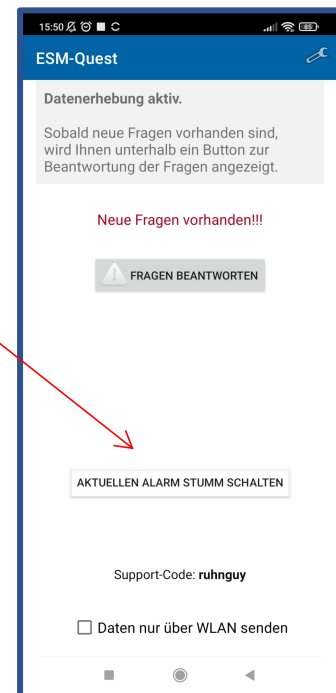 15:50 85
ESM-Quest
Datenerhebung aktiv.
Sobald neue Fragen vorhanden sind,
wird Ihnen unterhalb ein Button zur
Beantwortung der Fragen angezeigt.
Neue Fragen vorhanden!!!
FRAGEN BEANTWORTEN
AKTUELLEN ALARM STUMM SCHALTEN
Support-Code: ruhnguy
Daten nur über WLAN senden